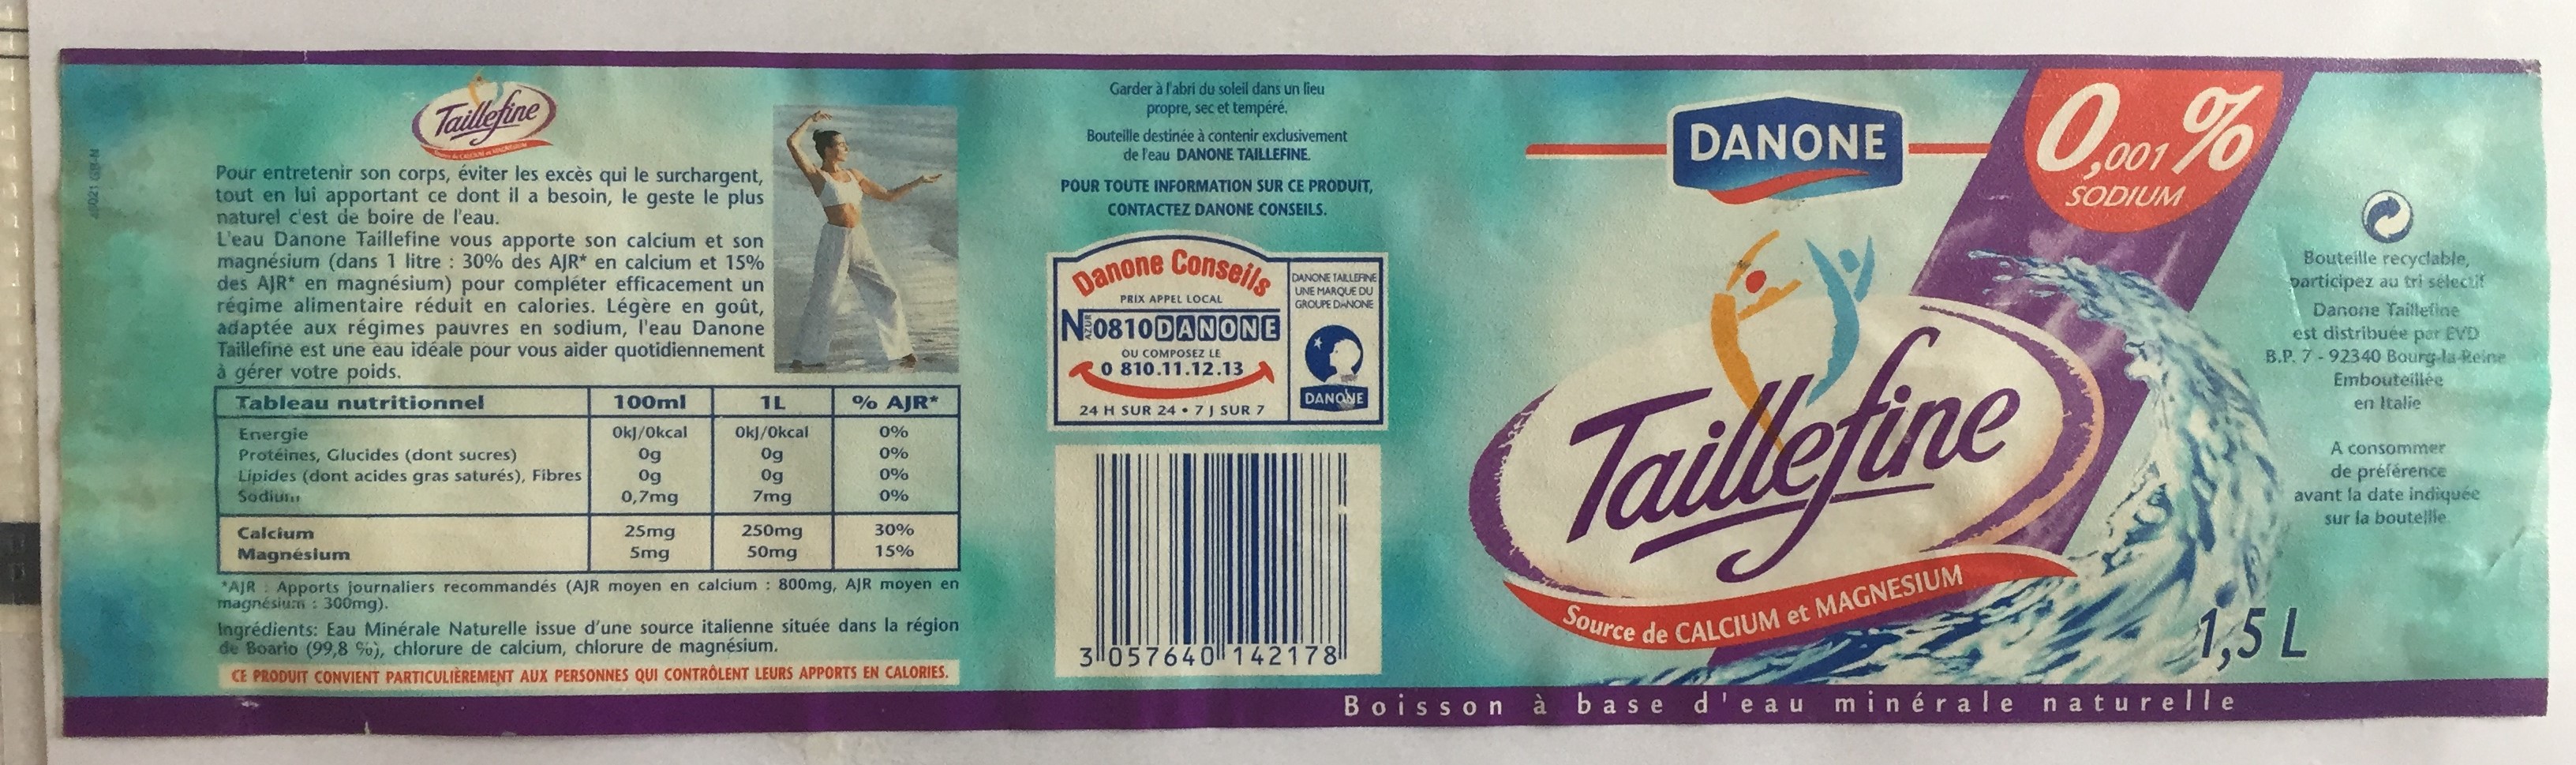 Taillefine
Source de CALCIUM et MAGNESIUM
Pour entretenir son corps, éviter les excès qui le surchargent,
tout en lui apportant ce dont il a besoin, le geste le plus
naturel c'est de boire de l'eau.
L'eau Danone Taillefine vous apporte son calcium et son
magnésium (dans 1 litre : 30% des AJR* en calcium et 15%
des AJR* en magnésium) pour compléter efficacement un
régime alimentaire réduit en calories. Légère en goût,
adaptée aux régimes pauvres en sodium, l'eau Danone
Taillefine est une eau idéale pour vous aider quotidiennement
à gérer votre poids.
Tableau nutritionnel 100ml 1L % AJR*
Energie 0kJ/0kcal 0kJ/0kcal 0%
Protéines, Glucides (dont sucres) 0g 0g 0%
Lipides (dont acides gras saturés), Fibres 0g 0g 0%
Sodium 0,7mg 7mg 0%
Calcium 25mg 250mg 30%
Magnésium 5mg 50mg 15%
*AJR : Apports journaliers recommandés (AJR moyen en calcium : 800mg, AJR moyen en
magnésium : 300mg).
Ingrédients: Eau Minérale Naturelle issue d'une source italienne située dans la région
de Boario (99,8 %), chlorure de calcium, chlorure de magnésium.
CE PRODUIT CONVIENT PARTICULIÈREMENT AUX PERSONNES QUI CONTRÔLENT LEURS APPORTS EN CALORIES.
Garder à l'abri du soleil dans un lieu
propre, sec et tempéré.
Bouteille destinée à contenir exclusivement
de l'eau DANONE TAILLEFINE.
POUR TOUTE INFORMATION SUR CE PRODUIT,
CONTACTEZ DANONE CONSEILS.
Danone Conseils
PRIX APPEL LOCAL
N AZUR 0810 DANONE
OU COMPOSEZ LE
0 810.11.12.13
24 H SUR 24 • 7 J SUR 7
DANONE TAILLEFINE
UNE MARQUE DU
GROUPE DANONE
DANONE
3 057640 142178
DANONE
0,001 %
SODIUM
Taillefine
Source de CALCIUM et MAGNESIUM
1,5 L
Boisson à base d'eau minérale naturelle
Bouteille recyclable,
participez au tri sélectif
Danone Taillefine
est distribuée par EVD
B.P. 7 - 92340 Bourg-la-Reine
Embouteillée
en Italie
A consommer
de préférence
avant la date indiquée
sur la bouteille